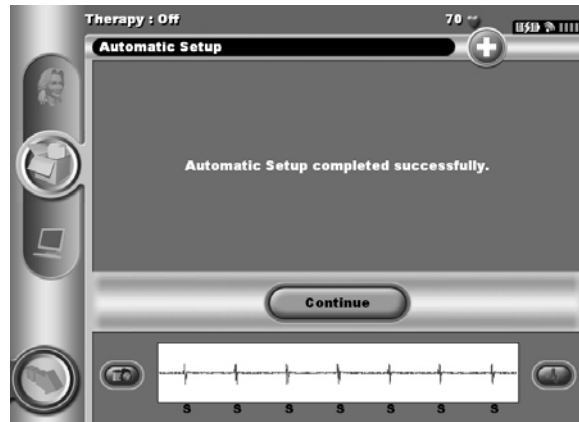 Therapy : Off 70
Automatic Setup
Automatic Setup completed successfully.
Continue
S S S S S S S